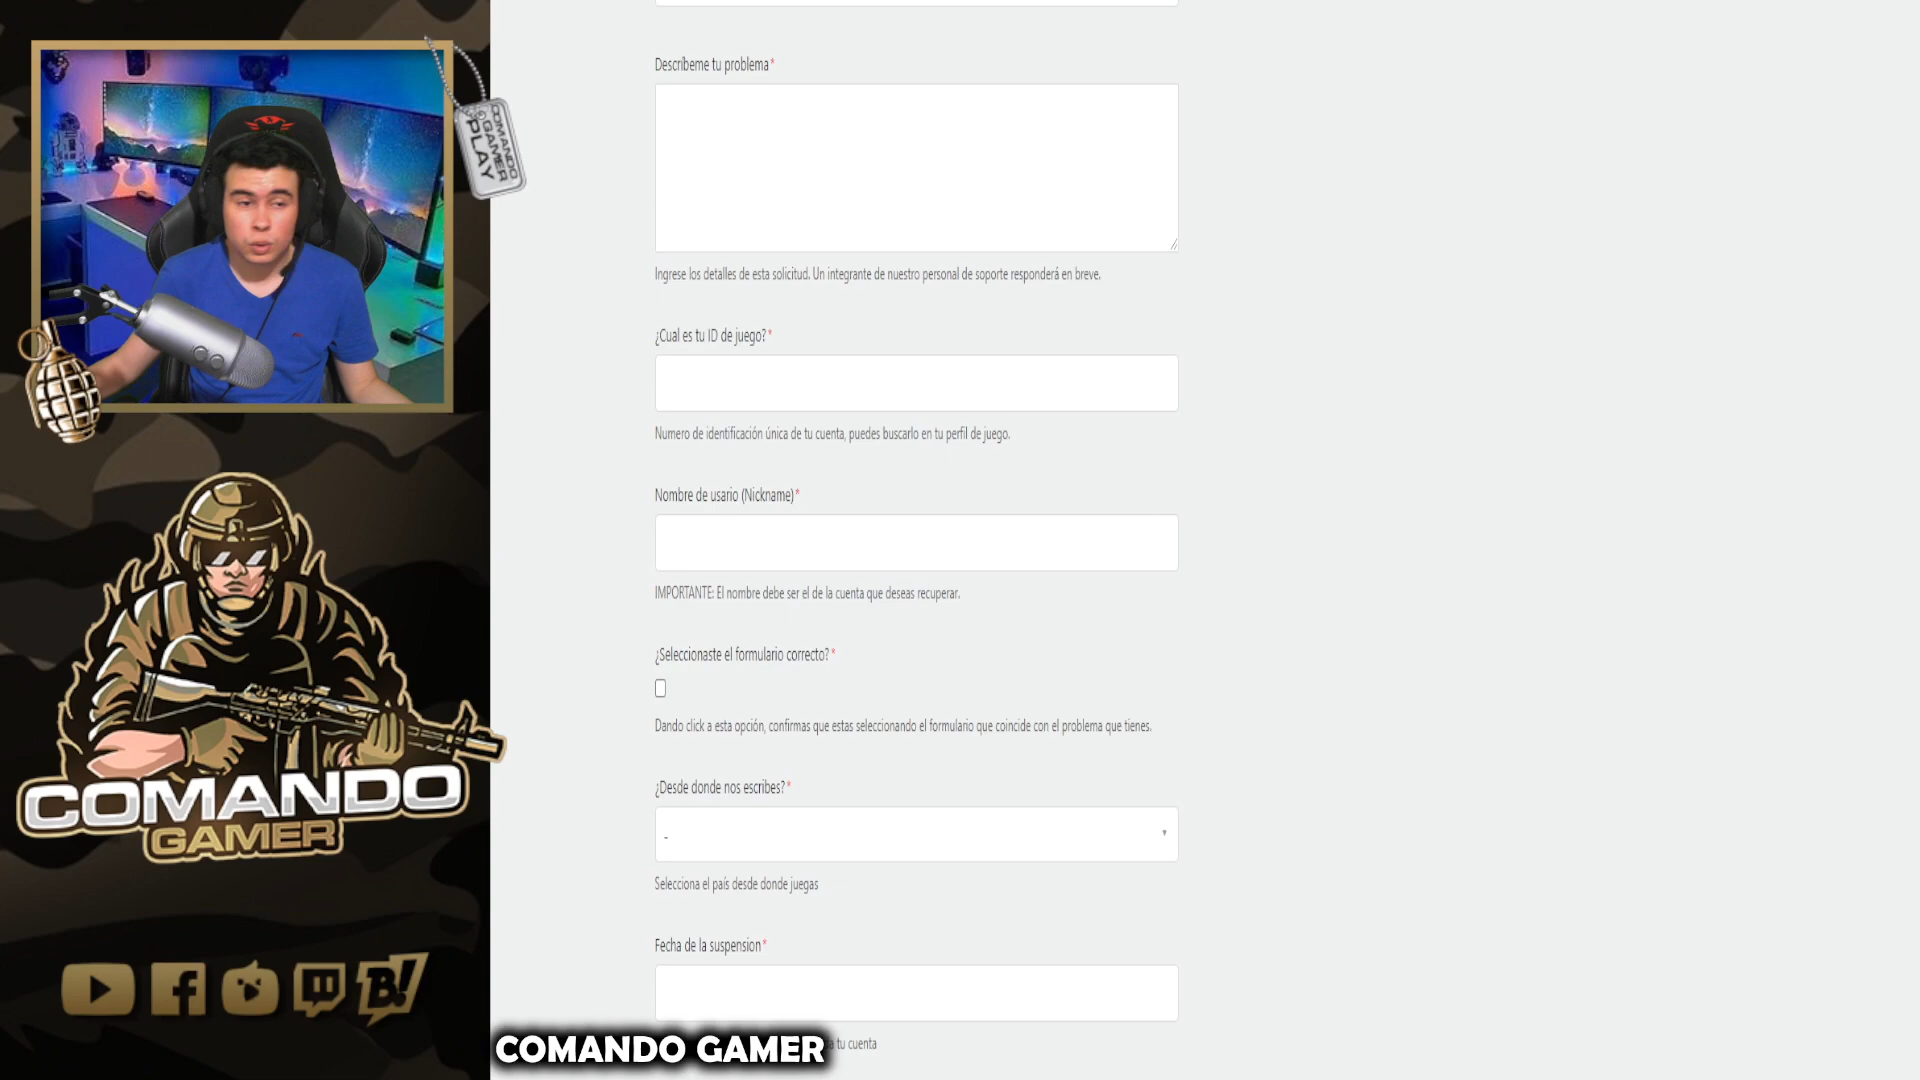 COMANDO
GAMER
PLAY
COMANDO
GAMER
Descríbeme tu problema*
Ingrese los detalles de esta solicitud. Un integrante de nuestro personal de soporte responderá en breve.
¿Cual es tu ID de juego?*
Numero de identificación única de tu cuenta, puedes buscarlo en tu perfil de juego.
Nombre de usario (Nickname)*
IMPORTANTE: El nombre debe ser el de la cuenta que deseas recuperar.
¿Seleccionaste el formulario correcto?*
Dando click a esta opción, confirmas que estas seleccionando el formulario que coincide con el problema que tienes.
¿Desde donde nos escribes?*
-
Selecciona el país desde donde juegas
Fecha de la suspension*
tu cuenta
COMANDO GAMER